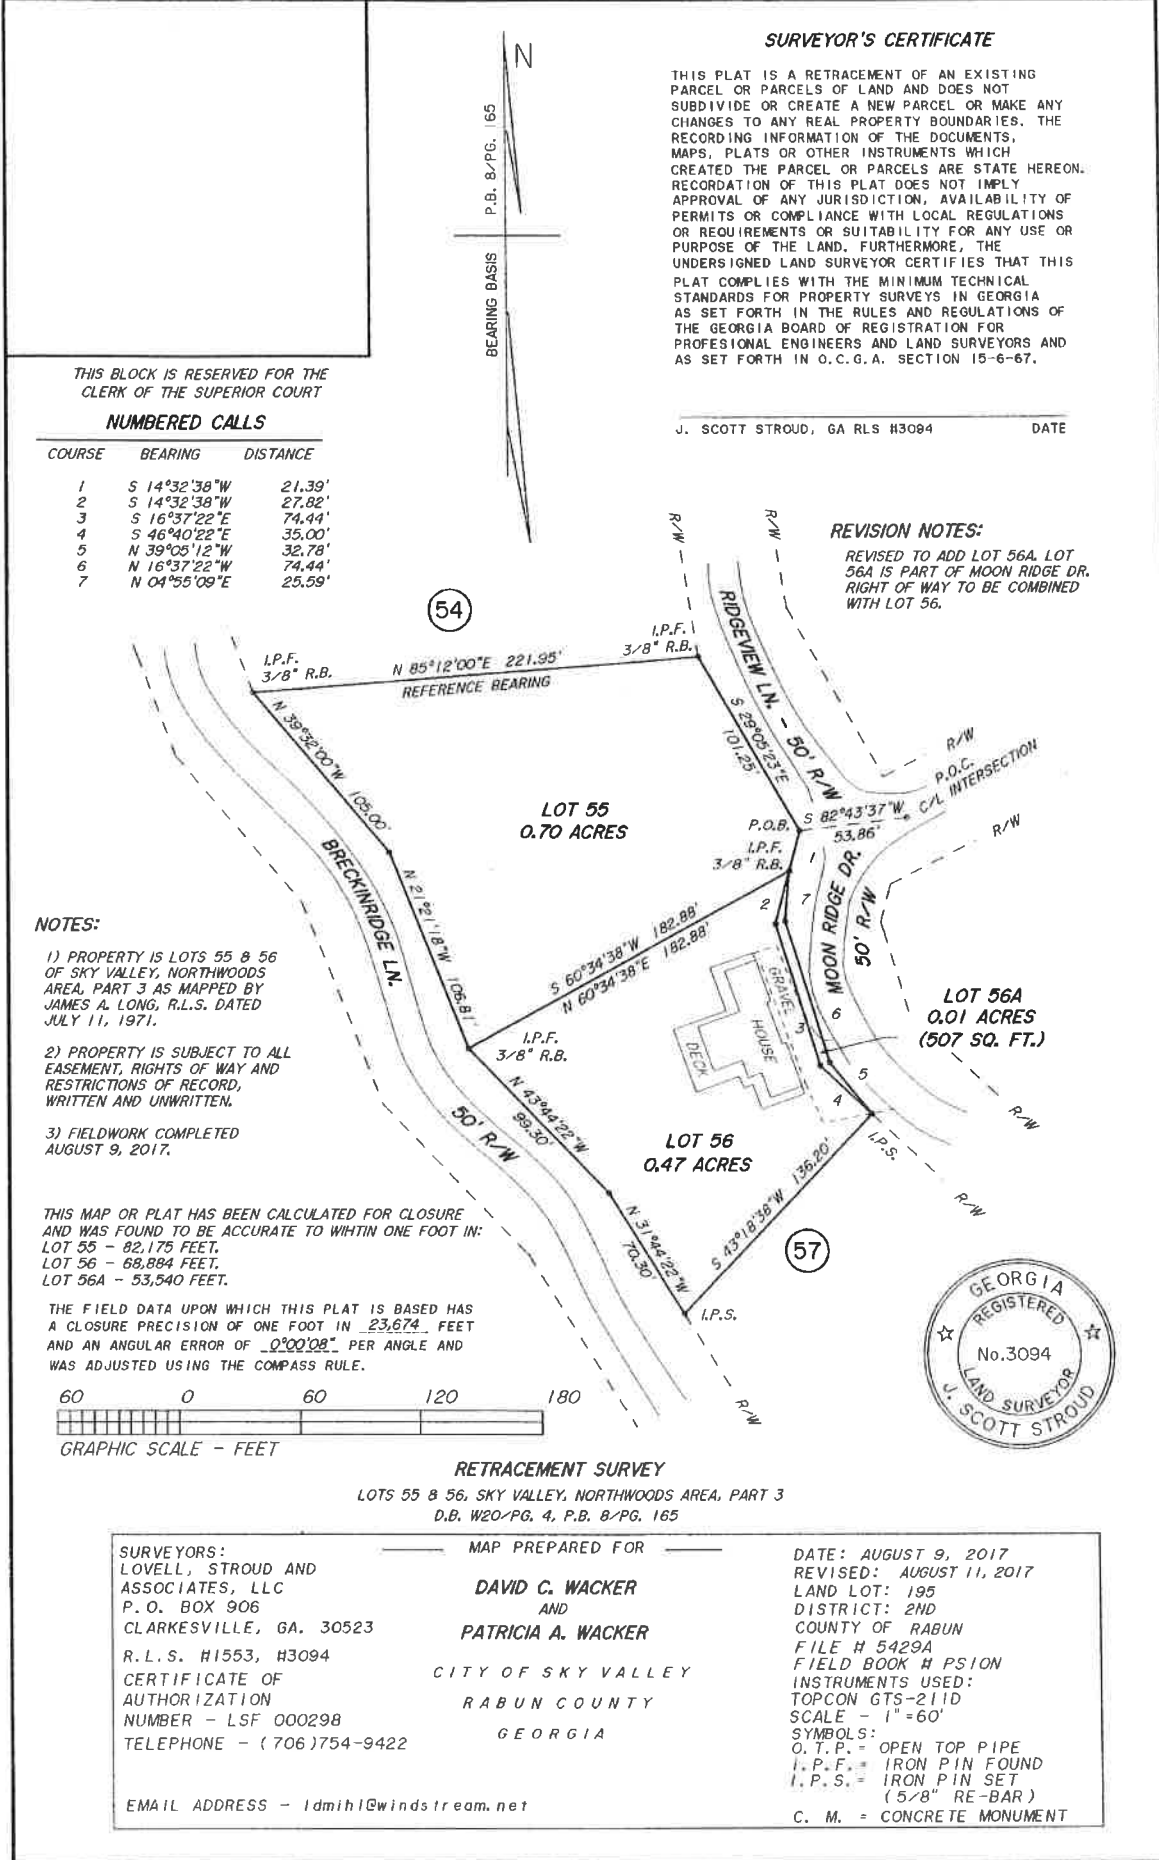 SURVEYOR'S CERTIFICATE
THIS PLAT IS A RETRACEMENT OF AN EXISTING
PARCEL OR PARCELS OF LAND AND DOES NOT
SUBDIVIDE OR CREATE A NEW PARCEL OR MAKE ANY
CHANGES TO ANY REAL PROPERTY BOUNDARIES. THE
RECORDING INFORMATION OF THE DOCUMENTS,
MAPS, PLATS OR OTHER INSTRUMENTS WHICH
CREATED THE PARCEL OR PARCELS ARE STATE HEREON.
RECORDATION OF THIS PLAT DOES NOT IMPLY
APPROVAL OF ANY JURISDICTION, AVAILABILITY OF
PERMITS OR COMPLIANCE WITH LOCAL REGULATIONS
OR REQUIREMENTS OR SUITABILITY FOR ANY USE OR
PURPOSE OF THE LAND. FURTHERMORE, THE
UNDERSIGNED LAND SURVEYOR CERTIFIES THAT THIS
PLAT COMPLIES WITH THE MINIMUM TECHNICAL
STANDARDS FOR PROPERTY SURVEYS IN GEORGIA
AS SET FORTH IN THE RULES AND REGULATIONS OF
THE GEORGIA BOARD OF REGISTRATION FOR
PROFESIONAL ENGINEERS AND LAND SURVEYORS AND
AS SET FORTH IN O.C.G.A. SECTION 15-6-67.
J. SCOTT STROUD, GA RLS #3094 DATE
N
BEARING BASIS P.B. 8/PG. 165
THIS BLOCK IS RESERVED FOR THE
CLERK OF THE SUPERIOR COURT
NUMBERED CALLS
COURSE BEARING DISTANCE
1 S 14°32'38"W 21.39'
2 S 14°32'38"W 27.82'
3 S 16°37'22"E 74.44'
4 S 46°40'22"E 35.00'
5 N 39°05'12"W 32.78'
6 N 16°37'22"W 74.44'
7 N 04°55'09"E 25.59'
REVISION NOTES:
REVISED TO ADD LOT 56A. LOT
56A IS PART OF MOON RIDGE DR.
RIGHT OF WAY TO BE COMBINED
WITH LOT 56.
R/W
R/W
54
I.P.F.
3/8" R.B.
N 85°12'00"E 221.95'
REFERENCE BEARING
I.P.F.
3/8" R.B.
RIDGEVIEW LN. - 50' R/W
S 29°05'23"E
101.25'
N 39°32'00"W 105.00'
R/W
P.O.C.
C/L INTERSECTION
R/W
LOT 55
0.70 ACRES
P.O.B.
S 82°43'37"W
53.86'
I.P.F.
3/8" R.B.
1
2
7
MOON RIDGE DR.
50' R/W
BRECKINRIDGE LN.
50' R/W
N 21°21'18"W 106.81'
S 60°34'38"W 182.88'
N 60°34'38"E 182.88'
GRAVEL
HOUSE
DECK
3
6
5
4
LOT 56A
0.01 ACRES
(507 SQ. FT.)
I.P.F.
3/8" R.B.
N 43°44'22"W
99.30'
LOT 56
0.47 ACRES
I.P.S.
R/W
R/W
S 43°18'38"W 136.20'
57
N 31°44'22"W
70.30'
I.P.S.
R/W
NOTES:
1) PROPERTY IS LOTS 55 & 56
OF SKY VALLEY, NORTHWOODS
AREA, PART 3 AS MAPPED BY
JAMES A. LONG, R.L.S. DATED
JULY 11, 1971.
2) PROPERTY IS SUBJECT TO ALL
EASEMENT, RIGHTS OF WAY AND
RESTRICTIONS OF RECORD,
WRITTEN AND UNWRITTEN.
3) FIELDWORK COMPLETED
AUGUST 9, 2017.
THIS MAP OR PLAT HAS BEEN CALCULATED FOR CLOSURE
AND WAS FOUND TO BE ACCURATE TO WIHTIN ONE FOOT IN:
LOT 55 - 82,175 FEET.
LOT 56 - 68,884 FEET.
LOT 56A - 53,540 FEET.
THE FIELD DATA UPON WHICH THIS PLAT IS BASED HAS
A CLOSURE PRECISION OF ONE FOOT IN 23,674 FEET
AND AN ANGULAR ERROR OF 0°00'08" PER ANGLE AND
WAS ADJUSTED USING THE COMPASS RULE.
60 0 60 120 180
GRAPHIC SCALE - FEET
GEORGIA
REGISTERED
No.3094
LAND SURVEYOR
J. SCOTT STROUD
RETRACEMENT SURVEY
LOTS 55 & 56, SKY VALLEY, NORTHWOODS AREA, PART 3
D.B. W20/PG. 4, P.B. 8/PG. 165
SURVEYORS:
LOVELL, STROUD AND
ASSOCIATES, LLC
P.O. BOX 906
CLARKESVILLE, GA. 30523
R.L.S. #1553, #3094
CERTIFICATE OF
AUTHORIZATION
NUMBER - LSF 000298
TELEPHONE - (706)754-9422
EMAIL ADDRESS - ldmihl@windstream.net
MAP PREPARED FOR
DAVID C. WACKER
AND
PATRICIA A. WACKER
CITY OF SKY VALLEY
RABUN COUNTY
GEORGIA
DATE: AUGUST 9, 2017
REVISED: AUGUST 11, 2017
LAND LOT: 195
DISTRICT: 2ND
COUNTY OF RABUN
FILE # 5429A
FIELD BOOK # PSION
INSTRUMENTS USED:
TOPCON GTS-211D
SCALE - 1"=60'
SYMBOLS:
O.T.P.= OPEN TOP PIPE
I.P.F.= IRON PIN FOUND
I.P.S.= IRON PIN SET
(5/8" RE-BAR)
C. M. = CONCRETE MONUMENT